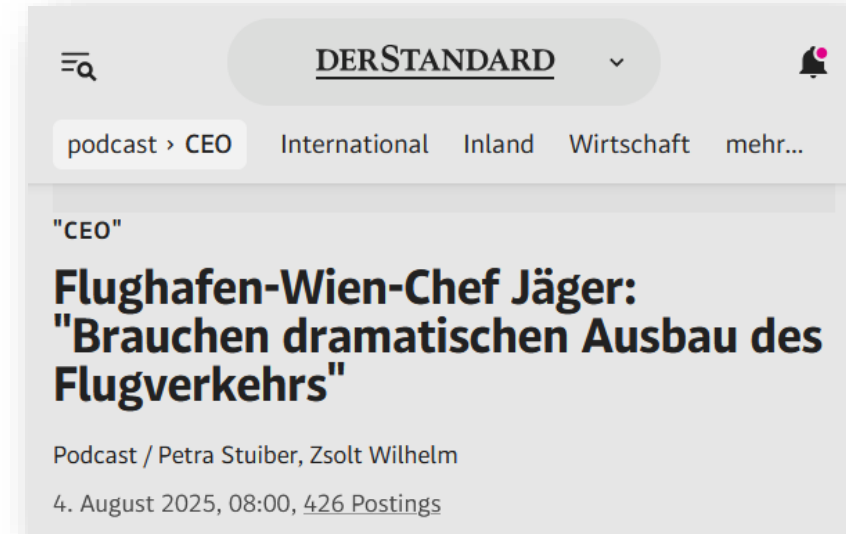 DERSTANDARD
podcast › CEO International Inland Wirtschaft mehr...
"CEO"
Flughafen-Wien-Chef Jäger:
"Brauchen dramatischen Ausbau des
Flugverkehrs"
Podcast / Petra Stuiber, Zsolt Wilhelm
4. August 2025, 08:00, 426 Postings